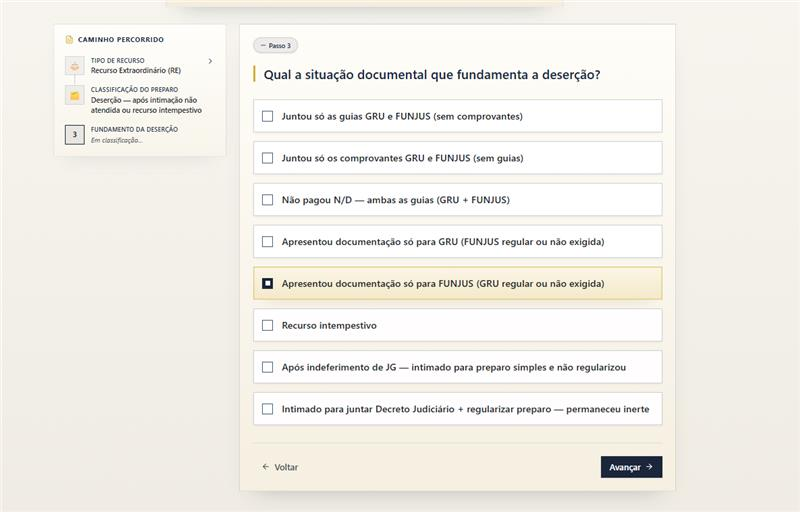 CAMINHO PERCORRIDO
TIPO DE RECURSO
Recurso Extraordinário (RE)
CLASSIFICAÇÃO DO PREPARO
Deserção — após intimação não
atendida ou recurso intempestivo
3
FUNDAMENTO DA DESERÇÃO
Em classificação...
— Passo 3
Qual a situação documental que fundamenta a deserção?
Juntou só as guias GRU e FUNJUS (sem comprovantes)
Juntou só os comprovantes GRU e FUNJUS (sem guias)
Não pagou N/D — ambas as guias (GRU + FUNJUS)
Apresentou documentação só para GRU (FUNJUS regular ou não exigida)
Apresentou documentação só para FUNJUS (GRU regular ou não exigida)
Recurso intempestivo
Após indeferimento de JG — intimado para preparo simples e não regularizou
Intimado para juntar Decreto Judiciário + regularizar preparo — permaneceu inerte
← Voltar
Avançar →